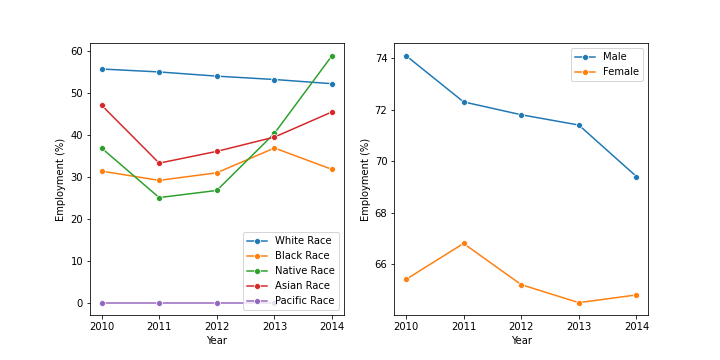 60
50
40
30
20
10
0
Employment (%)
2010 2011 2012 2013 2014
Year
White Race
Black Race
Native Race
Asian Race
Pacific Race
74
72
70
68
66
Employment (%)
2010 2011 2012 2013 2014
Year
Male
Female